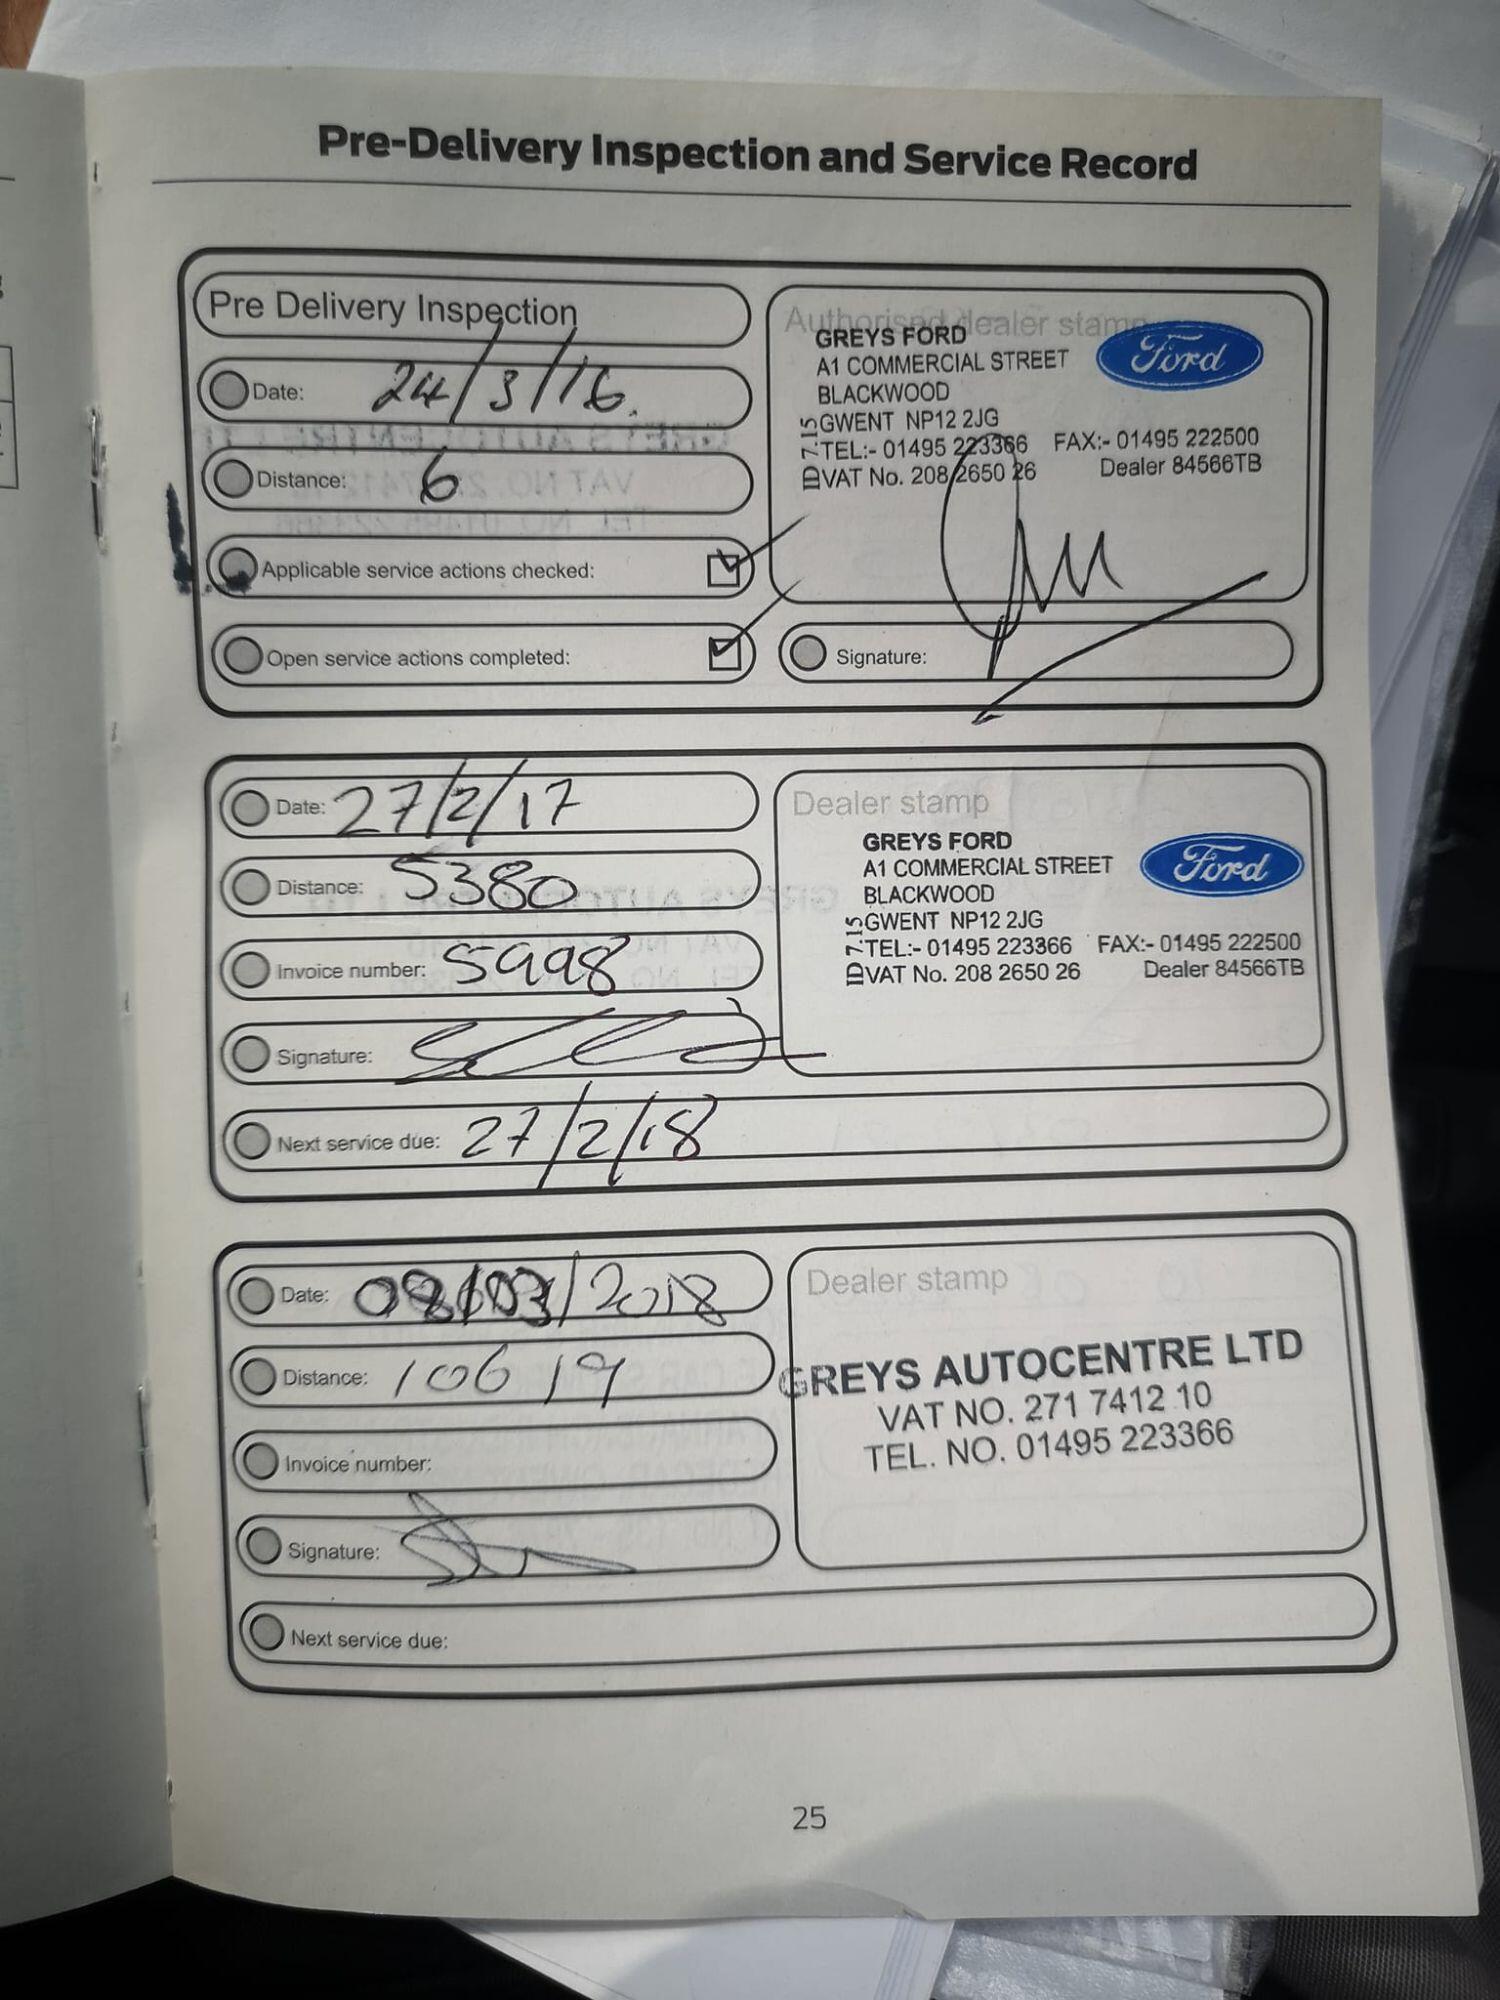 Pre-Delivery Inspection and Service Record
Pre Delivery Inspection
Date: 24/3/16.
Distance: 6
Applicable service actions checked:
Open service actions completed:
Authorised dealer stamp
GREYS FORD
A1 COMMERCIAL STREET
BLACKWOOD
GWENT NP12 2JG
TEL:- 01495 223366 FAX:- 01495 222500
VAT No. 208 2650 26 Dealer 84566TB
ID 7.15
Ford
Signature:
Date: 27/2/17
Distance: 5380
Invoice number: 5998
Signature:
Next service due: 27/2/18
Dealer stamp
GREYS FORD
A1 COMMERCIAL STREET
BLACKWOOD
GWENT NP12 2JG
TEL:- 01495 223366 FAX:- 01495 222500
VAT No. 208 2650 26 Dealer 84566TB
ID 7.15
Ford
Date: /2018
Distance: 10619
Invoice number:
Signature:
Next service due:
Dealer stamp
GREYS AUTOCENTRE LTD
VAT NO. 271 7412 10
TEL. NO. 01495 223366
25